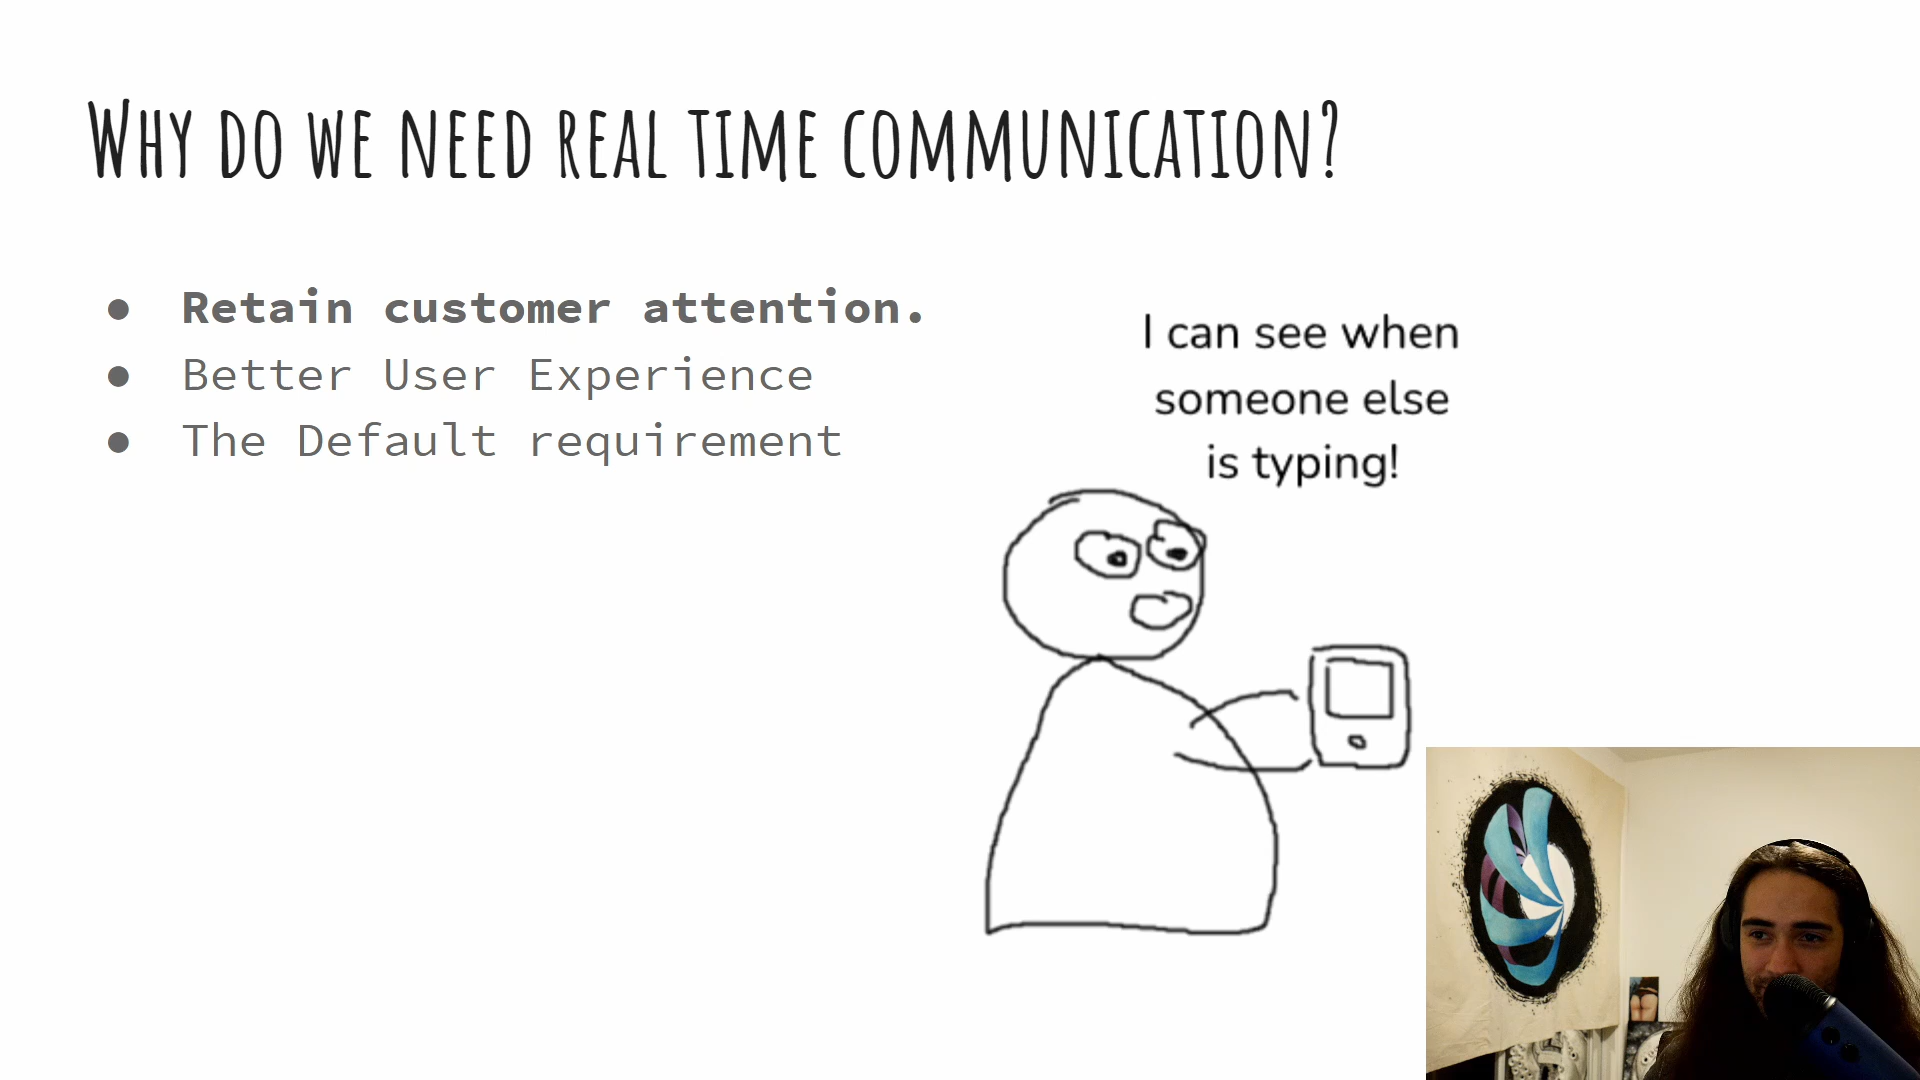 Why do we need real time communication?
● Retain customer attention.
● Better User Experience
● The Default requirement
I can see when
someone else
is typing!